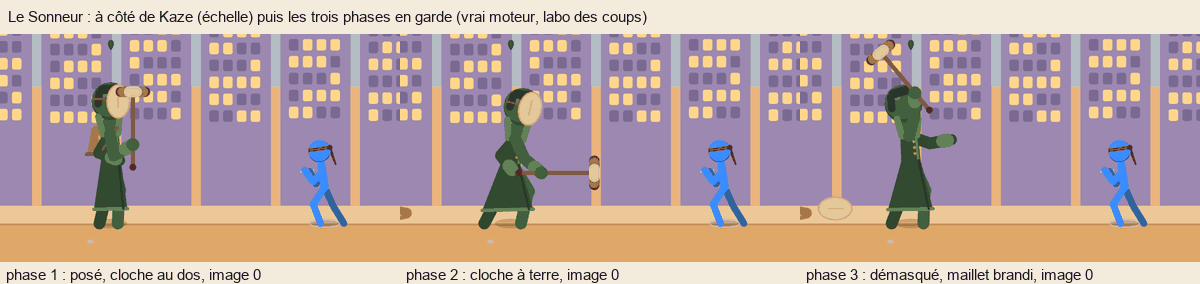 Le Sonneur : à côté de Kaze (échelle) puis les trois phases en garde (vrai moteur, labo des coups)
phase 1 : posé, cloche au dos, image 0
phase 2 : cloche à terre, image 0
phase 3 : démasqué, maillet brandi, image 0